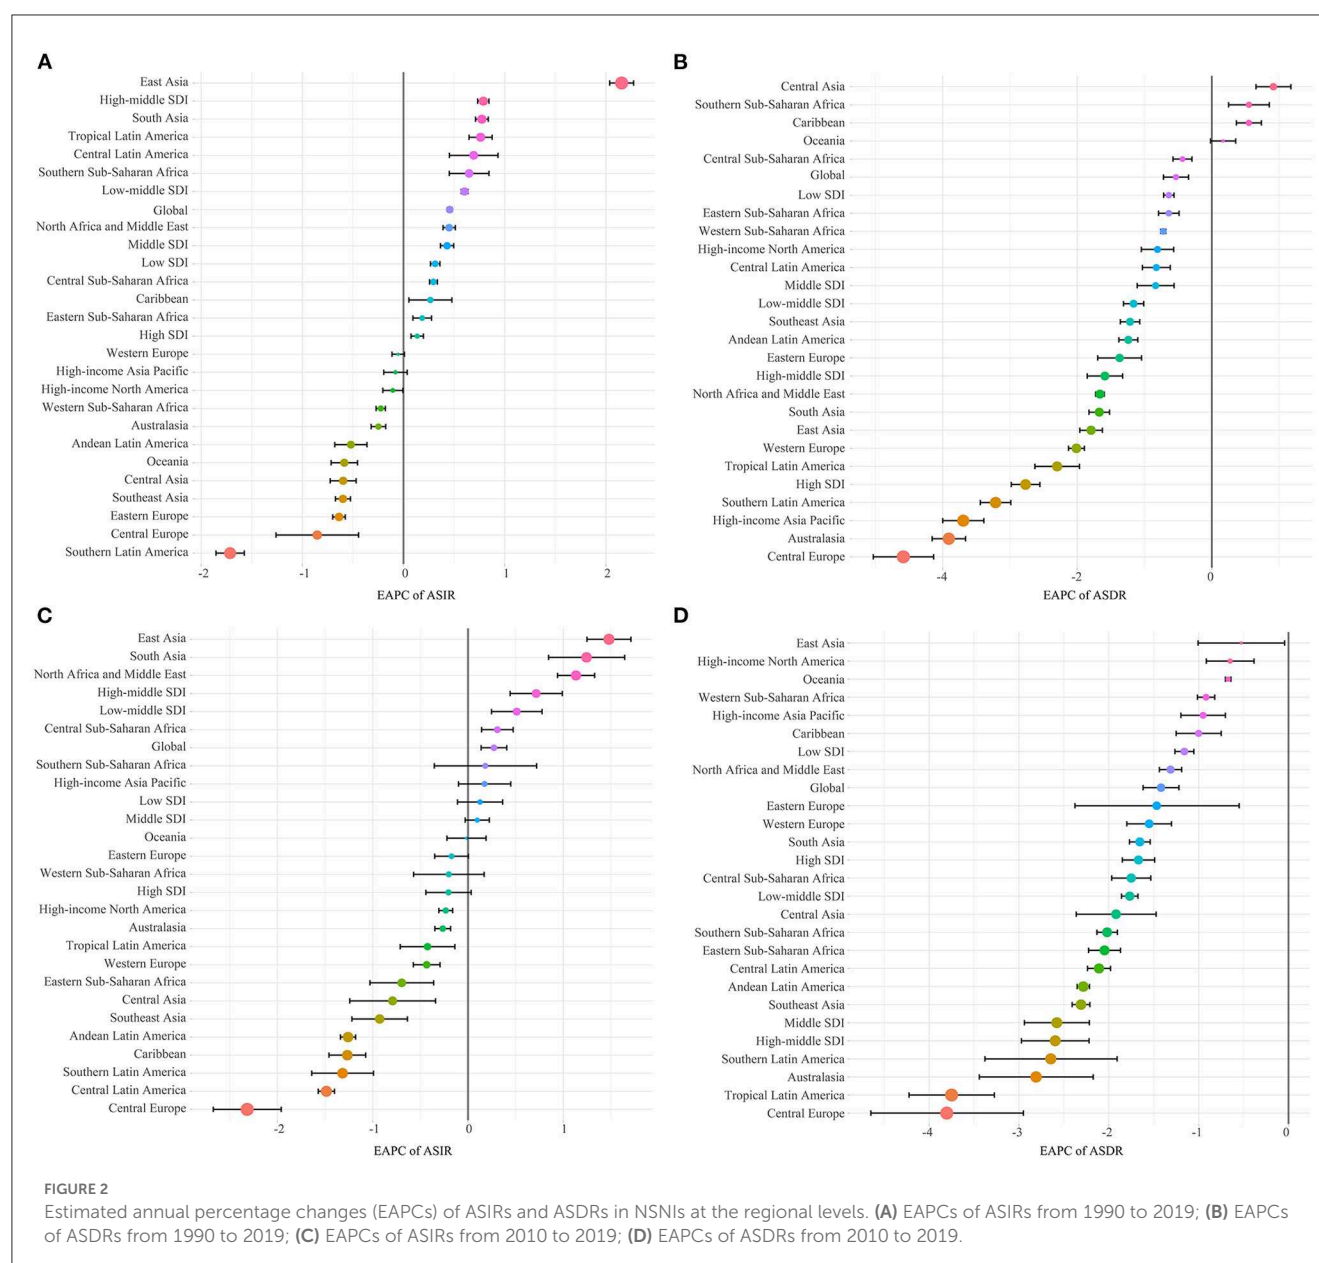 A
East Asia
High-middle SDI
South Asia
Tropical Latin America
Central Latin America
Southern Sub-Saharan Africa
Low-middle SDI
Global
North Africa and Middle East
Middle SDI
Low SDI
Central Sub-Saharan Africa
Caribbean
Eastern Sub-Saharan Africa
High SDI
Western Europe
High-income Asia Pacific
High-income North America
Western Sub-Saharan Africa
Australasia
Andean Latin America
Oceania
Central Asia
Southeast Asia
Eastern Europe
Central Europe
Southern Latin America
-2 -1 0 1 2
EAPC of ASIR
B
Central Asia
Southern Sub-Saharan Africa
Caribbean
Oceania
Central Sub-Saharan Africa
Global
Low SDI
Eastern Sub-Saharan Africa
Western Sub-Saharan Africa
High-income North America
Central Latin America
Middle SDI
Low-middle SDI
Southeast Asia
Andean Latin America
Eastern Europe
High-middle SDI
North Africa and Middle East
South Asia
East Asia
Western Europe
Tropical Latin America
High SDI
Southern Latin America
High-income Asia Pacific
Australasia
Central Europe
-4 -2 0
EAPC of ASDR
C
East Asia
South Asia
North Africa and Middle East
High-middle SDI
Low-middle SDI
Central Sub-Saharan Africa
Global
Southern Sub-Saharan Africa
High-income Asia Pacific
Low SDI
Middle SDI
Oceania
Eastern Europe
Western Sub-Saharan Africa
High SDI
High-income North America
Australasia
Tropical Latin America
Western Europe
Eastern Sub-Saharan Africa
Central Asia
Southeast Asia
Andean Latin America
Caribbean
Southern Latin America
Central Latin America
Central Europe
-2 -1 0 1
EAPC of ASIR
D
East Asia
High-income North America
Oceania
Western Sub-Saharan Africa
High-income Asia Pacific
Caribbean
Low SDI
North Africa and Middle East
Global
Eastern Europe
Western Europe
South Asia
High SDI
Central Sub-Saharan Africa
Low-middle SDI
Central Asia
Southern Sub-Saharan Africa
Eastern Sub-Saharan Africa
Central Latin America
Andean Latin America
Southeast Asia
Middle SDI
High-middle SDI
Southern Latin America
Australasia
Tropical Latin America
Central Europe
-4 -3 -2 -1 0
EAPC of ASDR
FIGURE 2
Estimated annual percentage changes (EAPCs) of ASIRs and ASDRs in NSNIs at the regional levels. (A) EAPCs of ASIRs from 1990 to 2019; (B) EAPCs
of ASDRs from 1990 to 2019; (C) EAPCs of ASIRs from 2010 to 2019; (D) EAPCs of ASDRs from 2010 to 2019.